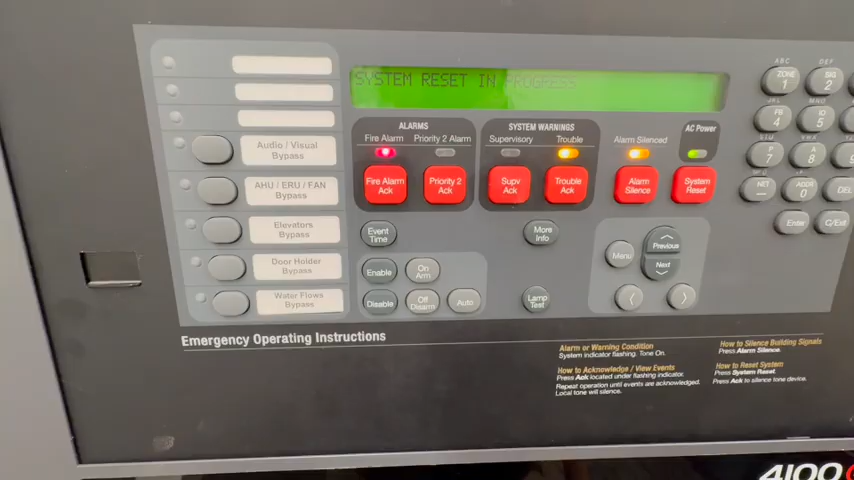 SYSTEM RESET IN PROGRESS
ALARMS
Fire Alarm
Priority 2 Alarm
SYSTEM WARNINGS
Supervisory
Trouble
Alarm Silenced
AC Power
Fire Alarm Ack
Priority 2 Ack
Supv Ack
Trouble Ack
Alarm Silence
System Reset
Audio / Visual
Bypass
AHU / ERU / FAN
Bypass
Elevators
Bypass
Door Holder
Bypass
Water Flows
Bypass
Event Time
More Info
Enable
On Arm
Disable
Off Disarm
Auto
Lamp Test
Menu
Previous
Next
ABC
DEF
ZONE 1
SIG 2
JKL
MNO
FB 4
IO 5
P 7
A 8
9
NET
ADDR 0
DEL
Enter
C/Exit
Emergency Operating Instructions
Alarm or Warning Condition
System indicator flashing. Tone On.
How to Acknowledge / View Events
Press Ack located under flashing indicator.
Repeat operation until events are acknowledged.
Local tone will silence.
How to Silence Building Signals
Press Alarm Silence.
How to Reset System
Press System Reset.
Press Ack to silence tone device.
4100